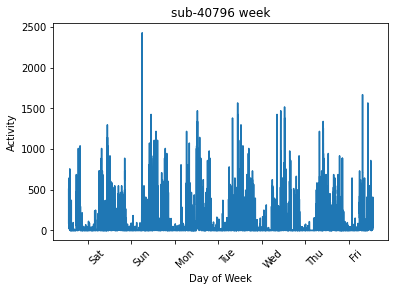 sub-40796 week
2500
2000
1500
1000
500
0
Activity
Sat
Sun
Mon
Tue
Wed
Thu
Fri
Day of Week